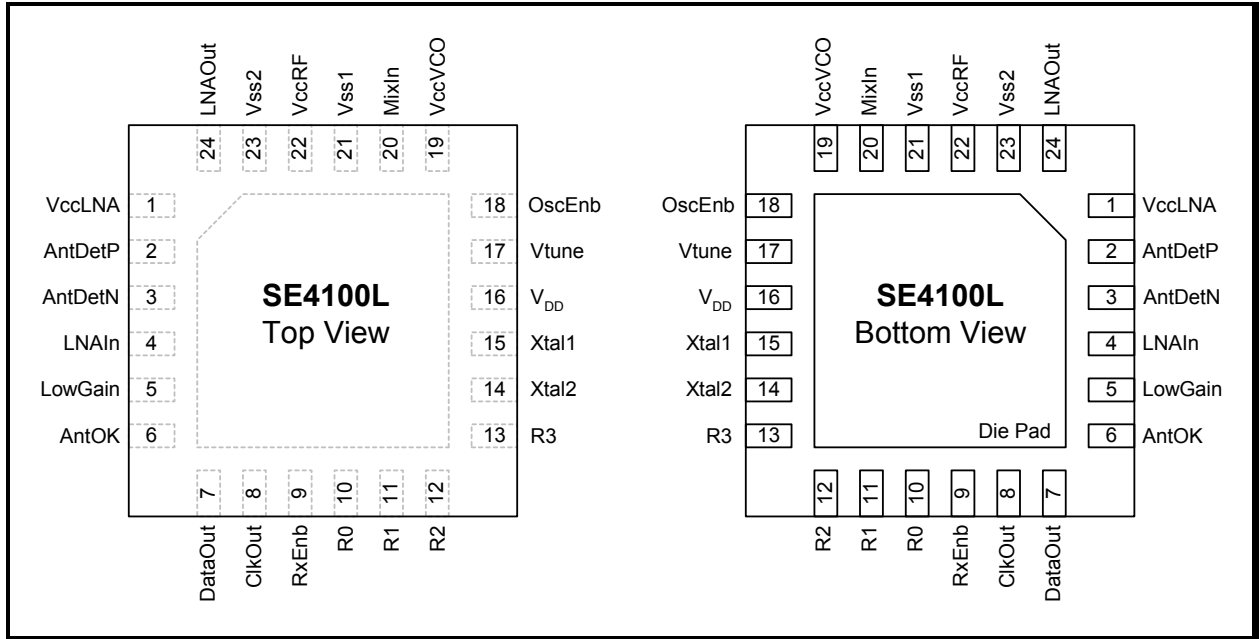 LNAOut
Vss2
VccRF
Vss1
MixIn
VccVCO
24
23
22
21
20
19
VccLNA 1
AntDetP 2
AntDetN 3
LNAIn 4
LowGain 5
AntOK 6
SE4100L
Top View
18 OscEnb
17 Vtune
16 VDD
15 Xtal1
14 Xtal2
13 R3
7
8
9
10
11
12
DataOut
ClkOut
RxEnb
R0
R1
R2
VccVCO
MixIn
Vss1
VccRF
Vss2
LNAOut
19
20
21
22
23
24
OscEnb 18
Vtune 17
VDD 16
Xtal1 15
Xtal2 14
R3 13
SE4100L
Bottom View
Die Pad
1 VccLNA
2 AntDetP
3 AntDetN
4 LNAIn
5 LowGain
6 AntOK
12
11
10
9
8
7
R2
R1
R0
RxEnb
ClkOut
DataOut